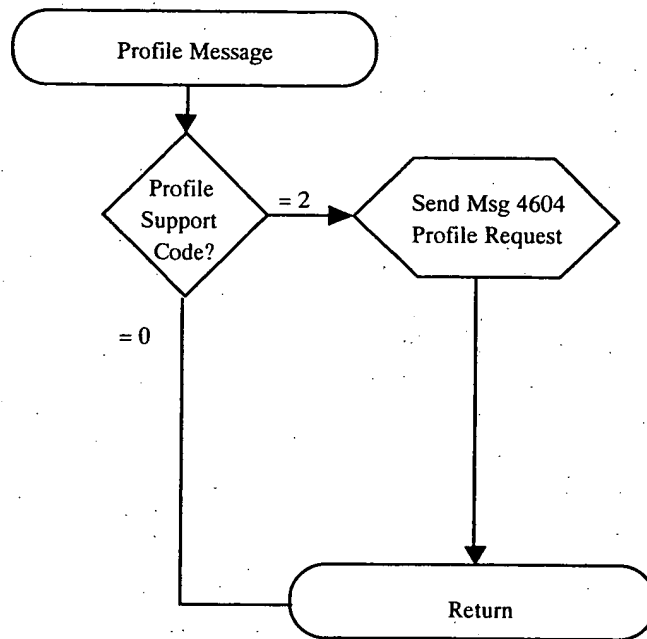 Profile Message
Profile
Support
Code?
= 2
Send Msg 4604
Profile Request
= 0
Return